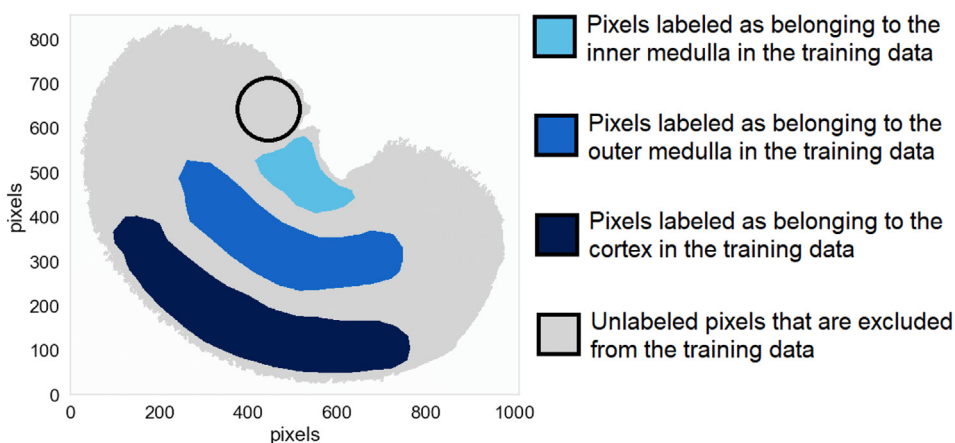 800
700
600
500
400
300
200
100
0
pixels
0
200
400
600
800
1000
pixels
Pixels labeled as belonging to the
inner medulla in the training data
Pixels labeled as belonging to the
outer medulla in the training data
Pixels labeled as belonging to the
cortex in the training data
Unlabeled pixels that are excluded
from the training data